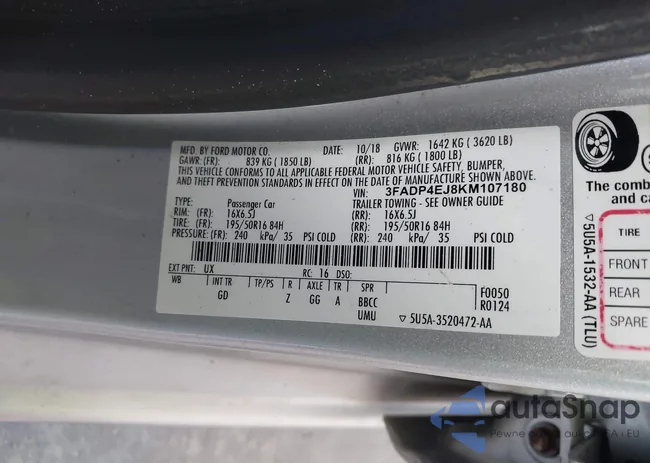 MFD. BY FORD MOTOR CO. DATE: 10/18 GVWR: 1642 KG ( 3620 LB)
GAWR: (FR): 839 KG ( 1850 LB) (RR): 816 KG ( 1800 LB)
THIS VEHICLE CONFORMS TO ALL APPLICABLE FEDERAL MOTOR VEHICLE SAFETY, BUMPER,
AND THEFT PREVENTION STANDARDS IN EFFECT ON THE DATE OF MANUFACTURE SHOWN ABOVE.
VIN: 3FADP4EJ8KM107180
TYPE: Passenger Car TRAILER TOWING - SEE OWNER GUIDE
RIM: (FR): 16X6.5J (RR): 16X6.5J
TIRE: (FR): 195/50R16 84H (RR): 195/50R16 84H
PRESSURE: (FR): 240 kPa/ 35 PSI COLD (RR): 240 kPa/ 35 PSI COLD
EXT PNT: UX RC: 16 DSO:
WB INT TR TP/PS R AXLE TR SPR F0050
GD Z GG A BBCC R0124
UMU ▽ 5U5A-3520472-AA
The comb
and ca
TIRE
FRONT
REAR
SPARE
▽ 5U5A-1532-AA (TLU)
autoSnap